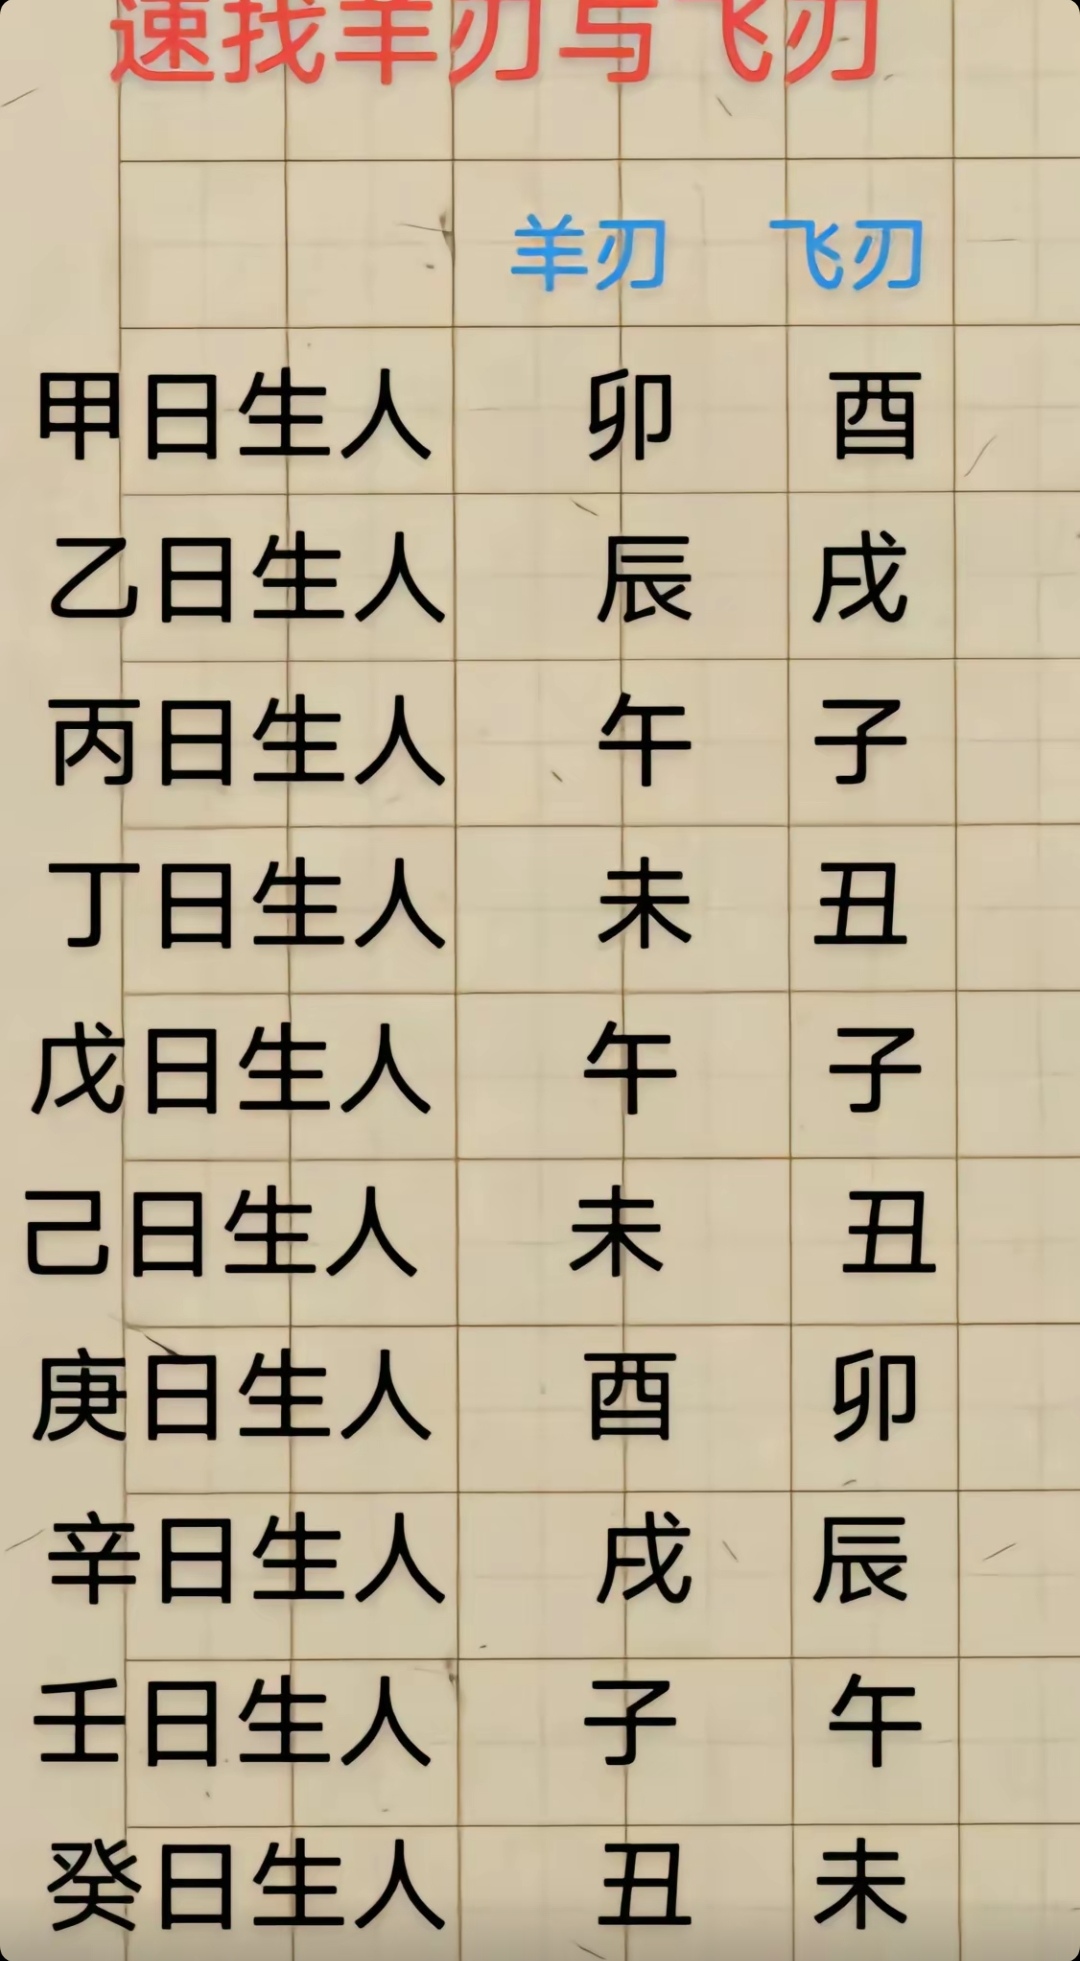 速找羊刃与飞刃
羊刃 飞刃
甲日生人 卯 酉
乙日生人 辰 戌
丙日生人 午 子
丁日生人 未 丑
戊日生人 午 子
己日生人 未 丑
庚日生人 酉 卯
辛日生人 戌 辰
壬日生人 子 午
癸日生人 丑 未